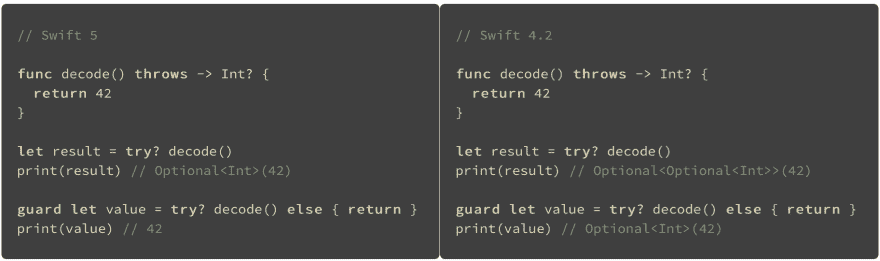 // Swift 5
func decode() throws -> Int? {
  return 42
}
let result = try? decode()
print(result) // Optional<Int>(42)
guard let value = try? decode() else { return }
print(value) // 42
// Swift 4.2
func decode() throws -> Int? {
  return 42
}
let result = try? decode()
print(result) // Optional<Optional<Int>>(42)
guard let value = try? decode() else { return }
print(value) // Optional<Int>(42)